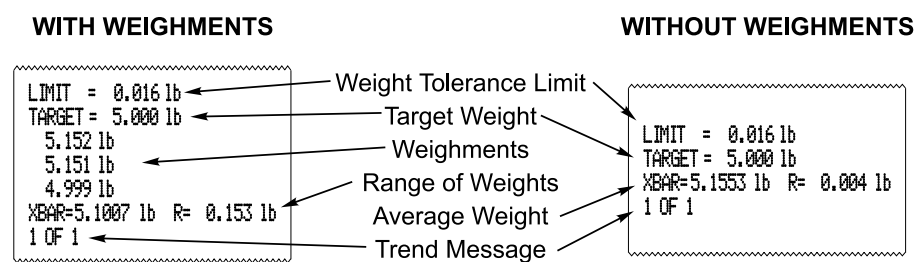 WITH WEIGHMENTS
WITHOUT WEIGHMENTS
LIMIT = 0.016 lb
TARGET = 5.000 lb
5.152 lb
5.151 lb
4.999 lb
XBAR=5.1007 lb R= 0.153 lb
1 OF 1
Weight Tolerance Limit
Target Weight
Weighments
Range of Weights
Average Weight
Trend Message
LIMIT = 0.016 lb
TARGET = 5.000 lb
XBAR=5.1553 lb R= 0.004 lb
1 OF 1